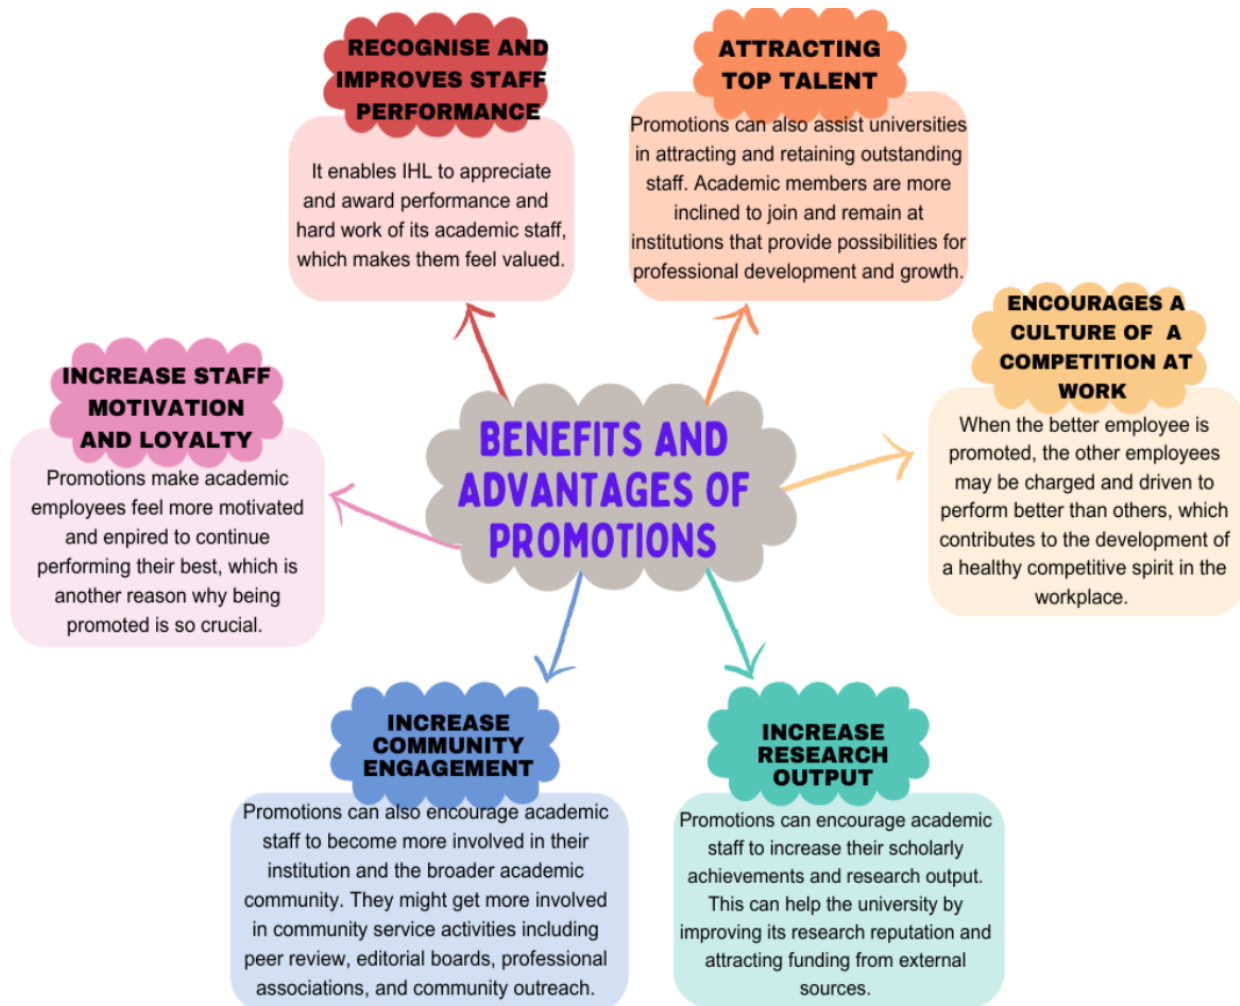 RECOGNISE AND
IMPROVES STAFF
PERFORMANCE
It enables IHL to appreciate
and award performance and
hard work of its academic staff,
which makes them feel valued.
ATTRACTING
TOP TALENT
Promotions can also assist universities
in attracting and retaining outstanding
staff. Academic members are more
inclined to join and remain at
institutions that provide possibilities for
professional development and growth.
ENCOURAGES A
CULTURE OF A
COMPETITION AT
WORK
When the better employee is
promoted, the other employees
may be charged and driven to
perform better than others, which
contributes to the development of
a healthy competitive spirit in the
workplace.
INCREASE STAFF
MOTIVATION
AND LOYALTY
Promotions make academic
employees feel more motivated
and enpired to continue
performing their best, which is
another reason why being
promoted is so crucial.
BENEFITS AND
ADVANTAGES OF
PROMOTIONS
INCREASE
COMMUNITY
ENGAGEMENT
Promotions can also encourage academic
staff to become more involved in their
institution and the broader academic
community. They might get more involved
in community service activities including
peer review, editorial boards, professional
associations, and community outreach.
INCREASE
RESEARCH
OUTPUT
Promotions can encourage academic
staff to increase their scholarly
achievements and research output.
This can help the university by
improving its research reputation and
attracting funding from external
sources.